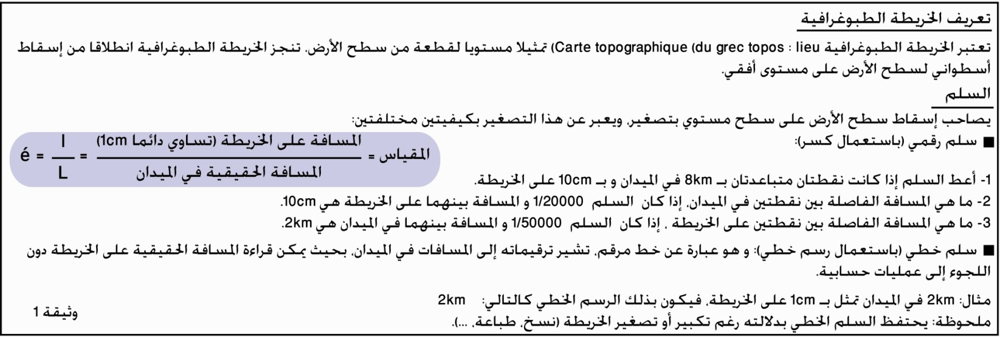 تعريف الخريطة الطبوغرافية
تعتبر الخريطة الطبوغرافية Carte topographique (du grec topos : lieu) تمثيلا مستويا لقطعة من سطح الأرض. تنجز الخريطة الطبوغرافية انطلاقا من إسقاط
أسطواني لسطح الأرض على مستوى أفقي.
السلم
يصاحب إسقاط سطح الأرض على سطح مستوي بتصغير، ويعبر عن هذا التصغير بكيفيتين مختلفتين:
■ سلم رقمي (باستعمال كسر):
المقياس = المسافة على الخريطة (تساوي دائما 1cm) / المسافة الحقيقية في الميدان = l / L = é
1- أعط السلم إذا كانت نقطتان متباعدتان بـ 8km في الميدان و بـ 10cm على الخريطة.
2- ما هي المسافة الفاصلة بين نقطتين في الميدان، إذا كان السلم 1/20000 و المسافة بينهما على الخريطة هي 10cm.
3- ما هي المسافة الفاصلة بين نقطتين على الخريطة ، إذا كان السلم 1/50000 و المسافة بينهما في الميدان هي 2km.
■ سلم خطي (باستعمال رسم خطي): و هو عبارة عن خط مرقم، تشير ترقيماته إلى المسافات في الميدان، بحيث يمكن قراءة المسافة الحقيقية على الخريطة دون
اللجوء إلى عمليات حسابية.
مثال: 2km في الميدان تمثل بـ 1cm على الخريطة، فيكون بذلك الرسم الخطي كالتالي: 2km
ملحوظة: يحتفظ السلم الخطي بدلالته رغم تكبير أو تصغير الخريطة (نسخ، طباعة، ...).
وثيقة 1